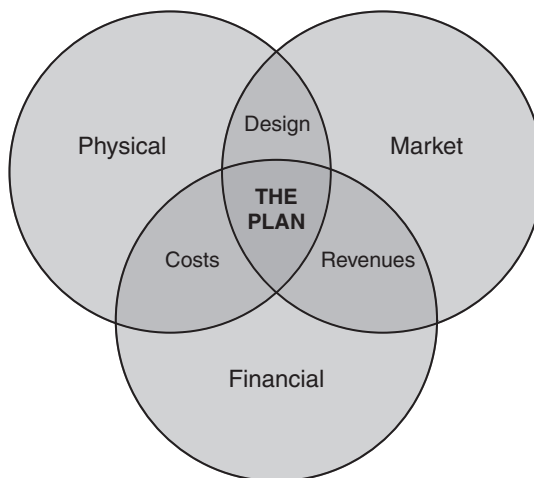 Design
Physical
Market
THE
PLAN
Costs
Revenues
Financial